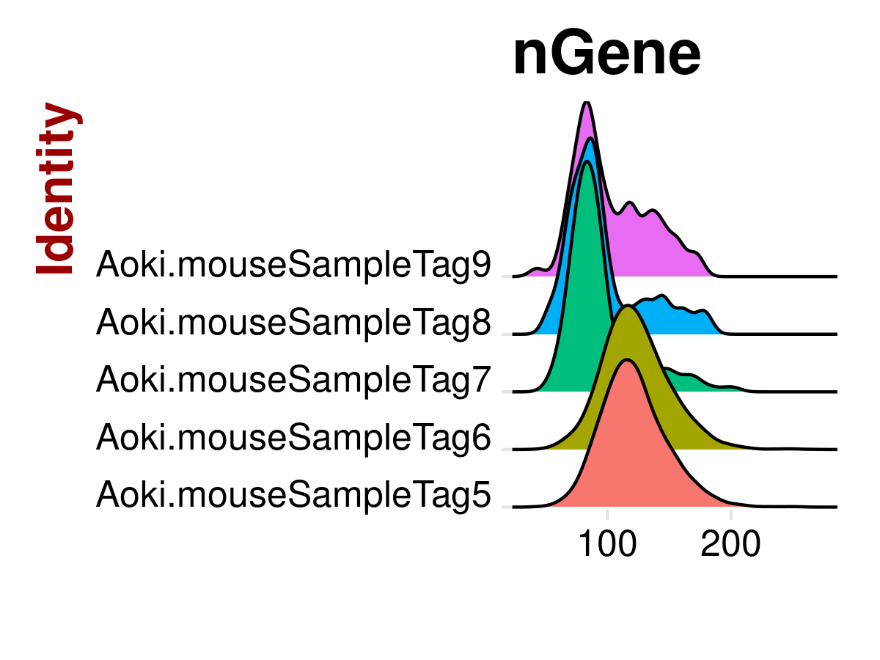 nGene
Identity
Aoki.mouseSampleTag9
Aoki.mouseSampleTag8
Aoki.mouseSampleTag7
Aoki.mouseSampleTag6
Aoki.mouseSampleTag5
100 200